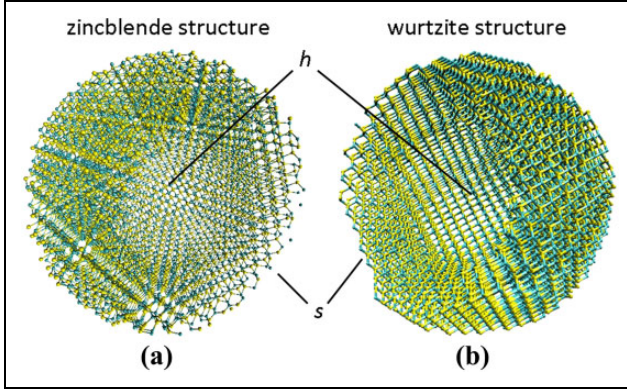 zincblende structure
wurtzite structure
h
s
(a)
(b)